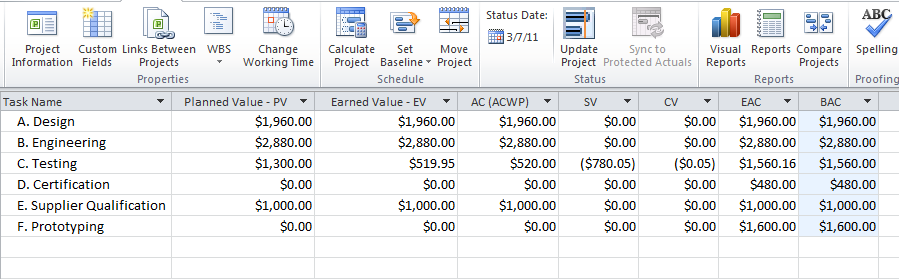 Project Information
Custom Fields
Links Between Projects
WBS
Change Working Time
Properties
Calculate Project
Set Baseline
Move Project
Schedule
Status Date:
3/7/11
Update Project
Sync to Protected Actuals
Status
Visual Reports
Reports
Compare Projects
Reports
ABC
Spelling
Proofing
Task Name Planned Value - PV Earned Value - EV AC (ACWP) SV CV EAC BAC
A. Design $1,960.00 $1,960.00 $1,960.00 $0.00 $0.00 $1,960.00 $1,960.00
B. Engineering $2,880.00 $2,880.00 $2,880.00 $0.00 $0.00 $2,880.00 $2,880.00
C. Testing $1,300.00 $519.95 $520.00 ($780.05) ($0.05) $1,560.16 $1,560.00
D. Certification $0.00 $0.00 $0.00 $0.00 $0.00 $480.00 $480.00
E. Supplier Qualification $1,000.00 $1,000.00 $1,000.00 $0.00 $0.00 $1,000.00 $1,000.00
F. Prototyping $0.00 $0.00 $0.00 $0.00 $0.00 $1,600.00 $1,600.00